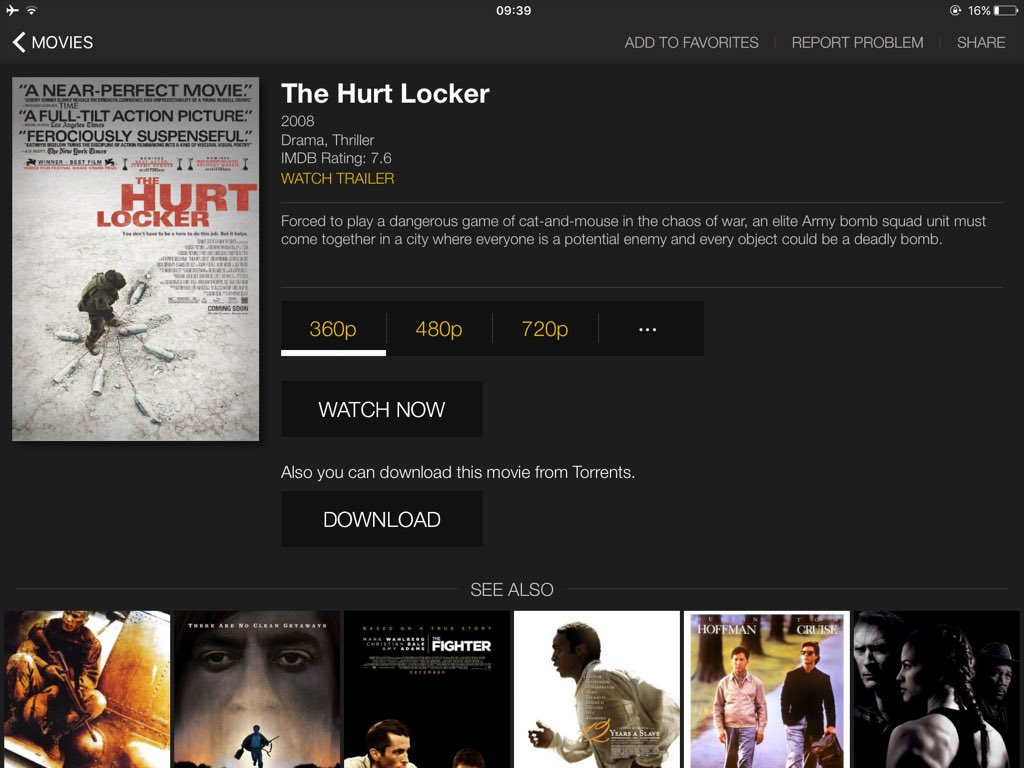 09:39
16%
MOVIES
ADD TO FAVORITES
REPORT PROBLEM
SHARE
"A NEAR-PERFECT MOVIE."
TIME
"A FULL-TILT ACTION PICTURE."
Los Angeles Times
"FEROCIOUSLY SUSPENSEFUL."
The New York Times
WINNER - BEST FILM
THE
HURT
LOCKER
You don't have to be a hero to do this job. But it helps.
COMING SOON
The Hurt Locker
2008
Drama, Thriller
IMDB Rating: 7.6
WATCH TRAILER
Forced to play a dangerous game of cat-and-mouse in the chaos of war, an elite Army bomb squad unit must
come together in a city where everyone is a potential enemy and every object could be a deadly bomb.
360p
480p
720p
...
WATCH NOW
Also you can download this movie from Torrents.
DOWNLOAD
SEE ALSO
THERE ARE NO CLEAN GETAWAYS
BASED ON A TRUE STORY
MARK WAHLBERG
CHRISTIAN BALE
AMY ADAMS
THE
FIGHTER
DECEMBER
12 YEARS A SLAVE
HOFFMAN
CRUISE